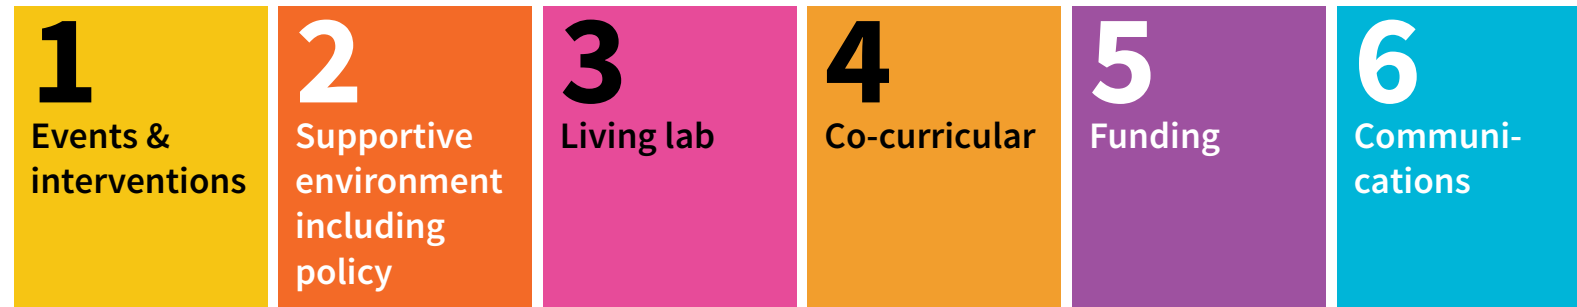 1
Events &
interventions
2
Supportive
environment
including
policy
3
Living lab
4
Co-curricular
5
Funding
6
Communi-
cations